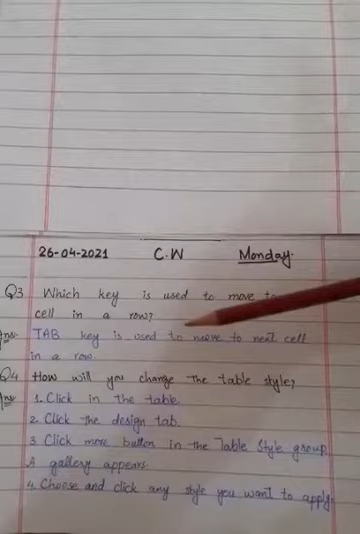 26-04-2021 C.W Monday
Q3 Which key is used to move to
cell in a row?
Ans: TAB key is used to move to next cell
in a row.
Q4 How will you change the table style?
Ans 1. Click in the table.
2. Click the design tab.
3 Click more button in the Table Style group.
A gallery appears.
4. Choose and click any style you want to apply.